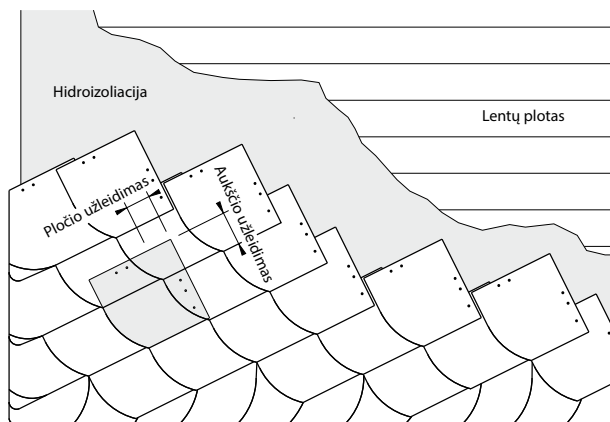 Hidroizoliacija
Lentų plotas
Pločio užleidimas
Aukščio užleidimas